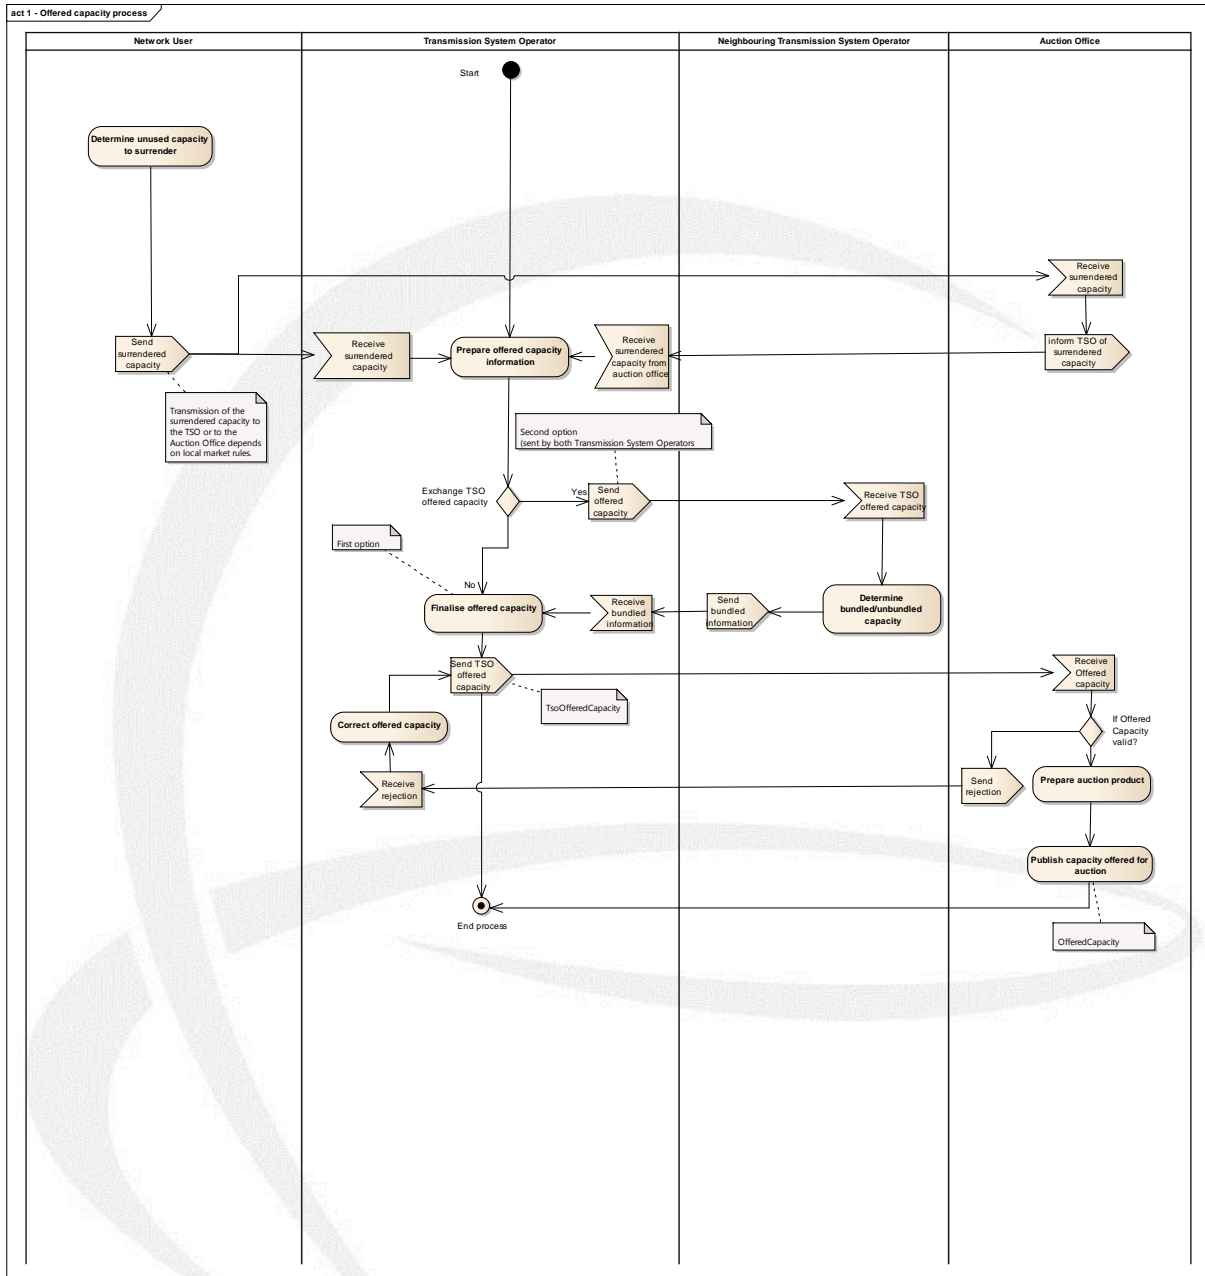 act 1 - Offered capacity process
Network User
Transmission System Operator
Neighbouring Transmission System Operator
Auction Office
Start
Determine unused capacity
to surrender
Receive
surrendered
capacity
Send
surrendered
capacity
Receive
surrendered
capacity
Prepare offered capacity
information
Receive
surrendered
capacity from
auction office
inform TSO of
surrendered
capacity
Transmission of the
surrendered capacity to
the TSO or to the
Auction Office depends
on local market rules.
Second option
(sent by both Transmission System Operators
Exchange TSO
offered capacity
Yes
Send
offered
capacity
Receive TSO
offered capacity
First option
No
Finalise offered capacity
Receive
bundled
information
Send
bundled
information
Determine
bundled/unbundled
capacity
Send TSO
offered
capacity
Receive
Offered
capacity
TsoOfferedCapacity
Correct offered capacity
If Offered
Capacity
valid?
Receive
rejection
Send
rejection
Prepare auction product
Publish capacity offered for
auction
End process
OfferedCapacity